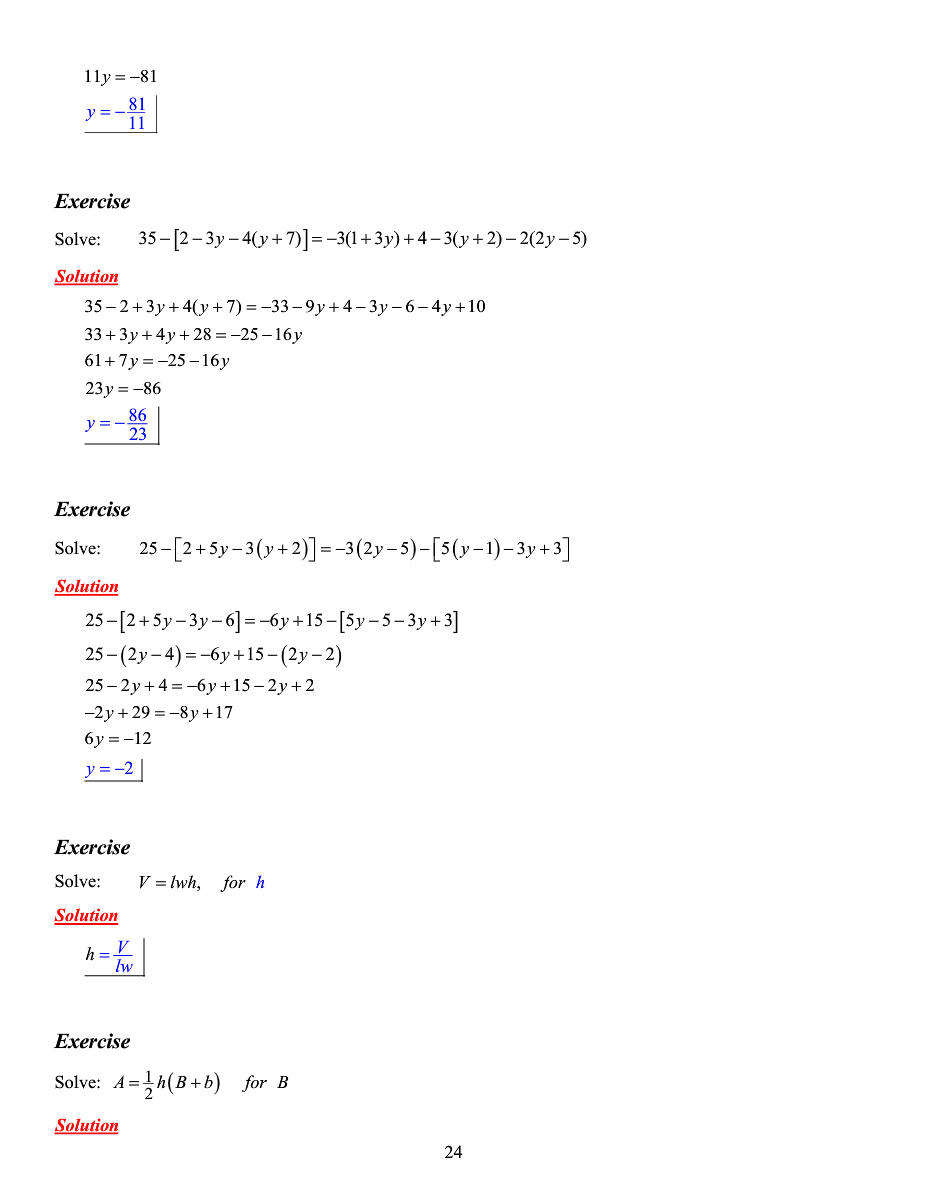 11y = −81
y = −81/11
Exercise
Solve: 35 − [2 − 3y − 4(y + 7)] = −3(1 + 3y) + 4 − 3(y + 2) − 2(2y − 5)
Solution
35 − 2 + 3y + 4(y + 7) = −33 − 9y + 4 − 3y − 6 − 4y + 10
33 + 3y + 4y + 28 = −25 − 16y
61 + 7y = −25 − 16y
23y = −86
y = −86/23
Exercise
Solve: 25 − [2 + 5y − 3(y + 2)] = −3(2y − 5) − [5(y − 1) − 3y + 3]
Solution
25 − [2 + 5y − 3y − 6] = −6y + 15 − [5y − 5 − 3y + 3]
25 − (2y − 4) = −6y + 15 − (2y − 2)
25 − 2y + 4 = −6y + 15 − 2y + 2
−2y + 29 = −8y + 17
6y = −12
y = −2
Exercise
Solve: V = lwh, for h
Solution
h = V/lw
Exercise
Solve: A = 1/2 h(B + b) for B
Solution
24